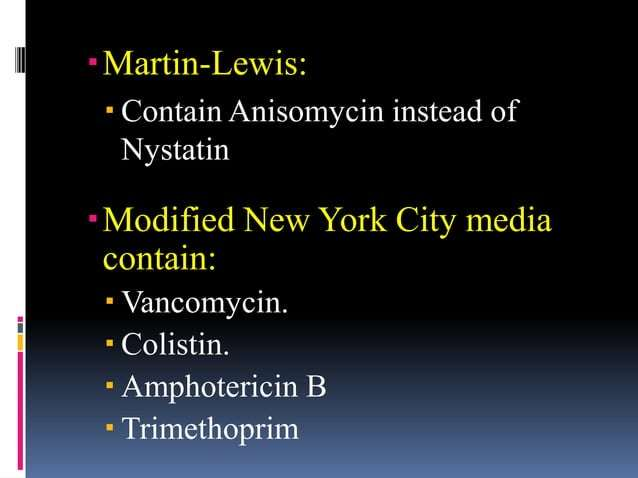 Martin-Lewis:
Contain Anisomycin instead of
Nystatin
Modified New York City media
contain:
Vancomycin.
Colistin.
Amphotericin B
Trimethoprim